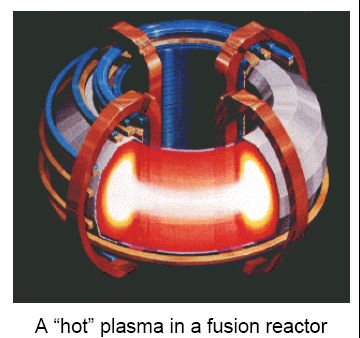 A “hot” plasma in a fusion reactor